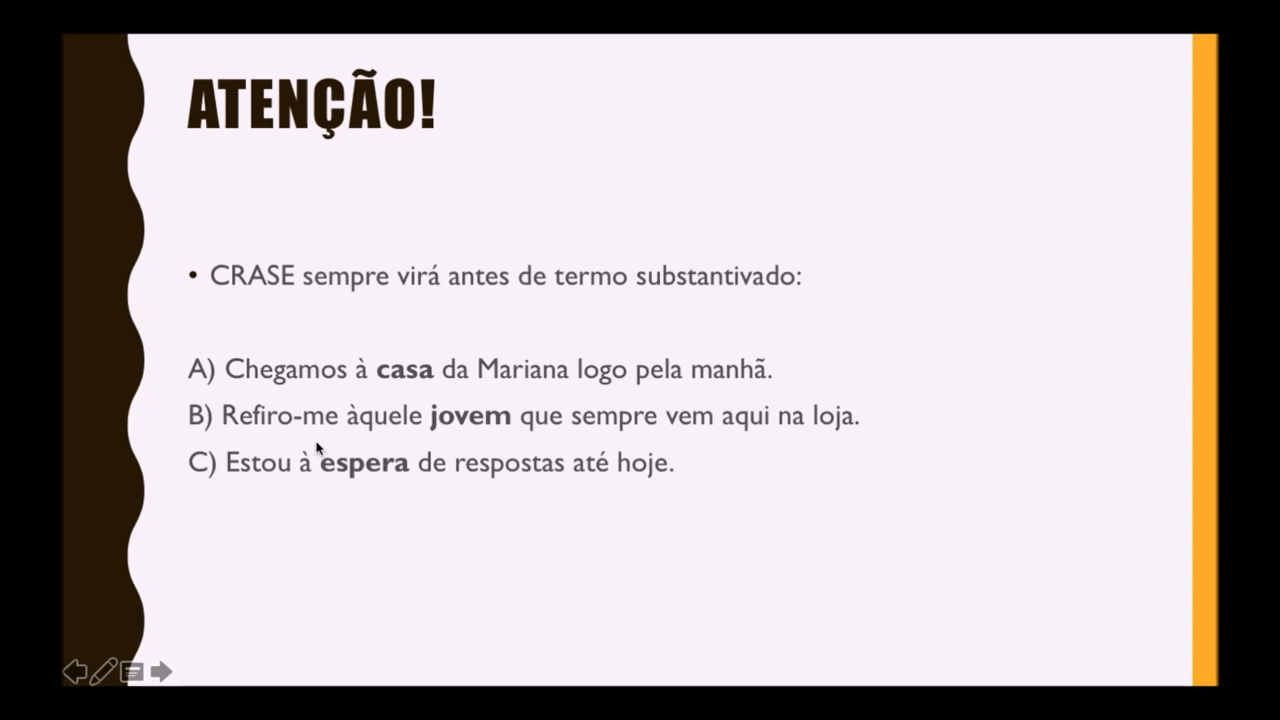 ATENÇÃO!
• CRASE sempre virá antes de termo substantivado:
A) Chegamos à casa da Mariana logo pela manhã.
B) Refiro-me àquele jovem que sempre vem aqui na loja.
C) Estou à espera de respostas até hoje.